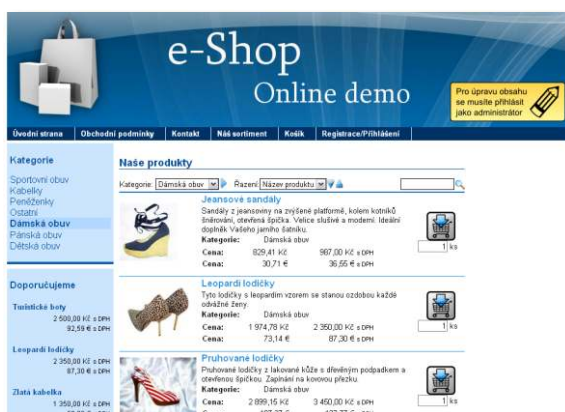 e-Shop
Online demo
Pro úpravu obsahu
se musíte přihlásit
jako administrátor
Úvodní strana Obchodní podmínky Kontakt Náš sortiment Košík Registrace/Přihlášení
Kategorie
Sportovní obuv
Kabelky
Peněženky
Ostatní
Dámská obuv
Pánská obuv
Dětská obuv
Doporučujeme
Turistické boty
2 500,00 Kč s DPH
92,59 € s DPH
Leopardí lodičky
2 350,00 Kč s DPH
87,30 € s DPH
Zlatá kabelka
1 350,00 Kč s DPH
Naše produkty
Kategorie: Dámská obuv Řazení: Název produktu
Jeansové sandály
Sandály z jeansoviny na zvýšené platformě, kolem kotníků
šněrování, otevřená špička. Velice slušivé a moderní. Ideální
doplněk Vašeho jarního šatníku.
Kategorie: Dámská obuv
Cena: 829,41 Kč 987,00 Kč s DPH
Cena: 30,71 € 36,55 € s DPH
1 ks
Leopardí lodičky
Tyto lodičky s leopardím vzorem se stanou ozdobou každé
odvážné ženy.
Kategorie: Dámská obuv
Cena: 1 974,78 Kč 2 350,00 Kč s DPH
Cena: 73,14 € 87,30 € s DPH
1 ks
Pruhované lodičky
Pruhované lodičky z lakované kůže s dřevěným podpadkem a
otevřenou špičkou. Zapínání na kovovou přezku.
Kategorie: Dámská obuv
Cena: 2 899,15 Kč 3 450,00 Kč s DPH
1 ks